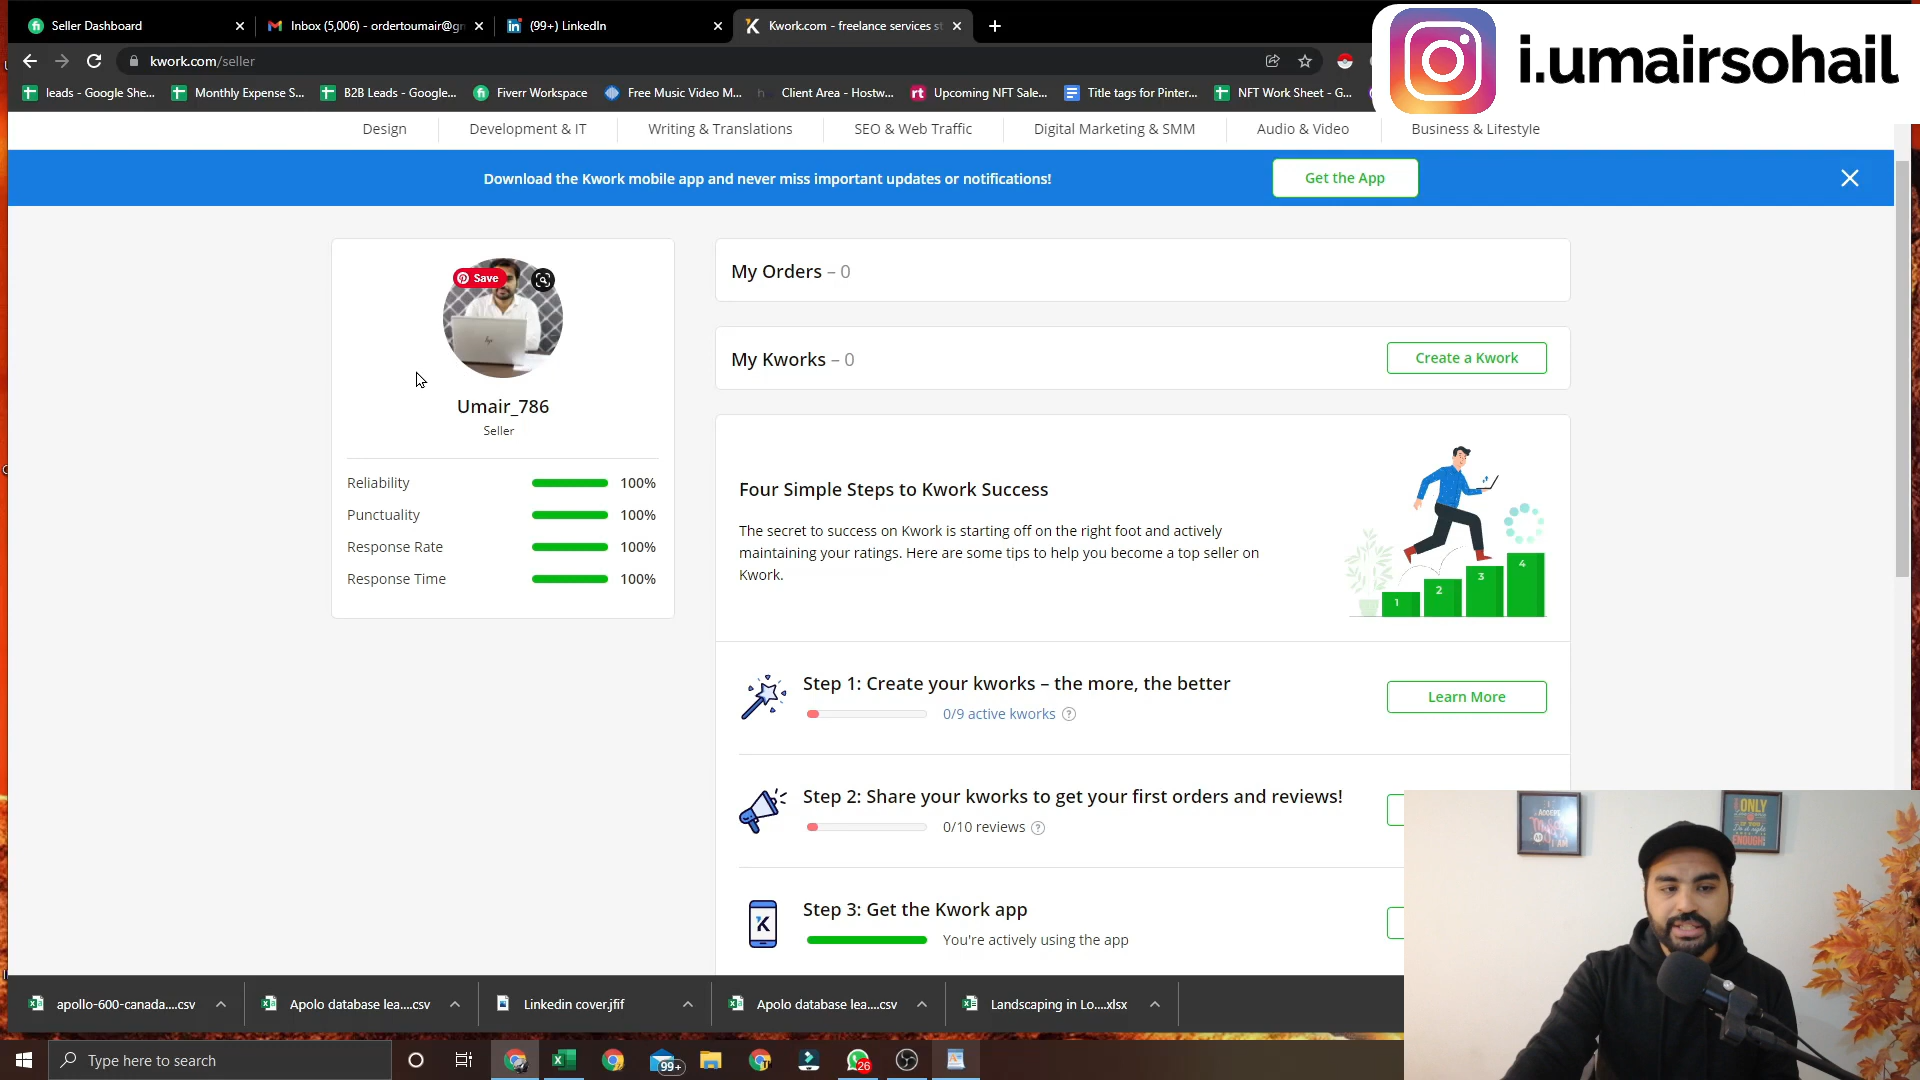 Seller Dashboard
Inbox (5,006) - ordertoumair@gm
(99+) LinkedIn
Kwork.com - freelance services st
kwork.com/seller
i.umairsohail
leads - Google She...
Monthly Expense S...
B2B Leads - Google...
Fiverr Workspace
Free Music Video M...
Client Area - Hostw...
Upcoming NFT Sale...
Title tags for Pinter...
NFT Work Sheet - G...
Design
Development & IT
Writing & Translations
SEO & Web Traffic
Digital Marketing & SMM
Audio & Video
Business & Lifestyle
Download the Kwork mobile app and never miss important updates or notifications!
Get the App
Save
Umair_786
Seller
Reliability 100%
Punctuality 100%
Response Rate 100%
Response Time 100%
My Orders – 0
My Kworks – 0
Create a Kwork
Four Simple Steps to Kwork Success
The secret to success on Kwork is starting off on the right foot and actively
maintaining your ratings. Here are some tips to help you become a top seller on
Kwork.
1 2 3 4
Step 1: Create your kworks – the more, the better
0/9 active kworks
Learn More
Step 2: Share your kworks to get your first orders and reviews!
0/10 reviews
Step 3: Get the Kwork app
You're actively using the app
apollo-600-canada....csv
Apolo database lea....csv
Linkedin cover.jfif
Apolo database lea....csv
Landscaping in Lo....xlsx
Type here to search
99+
26
I ONLY
ENOUGH